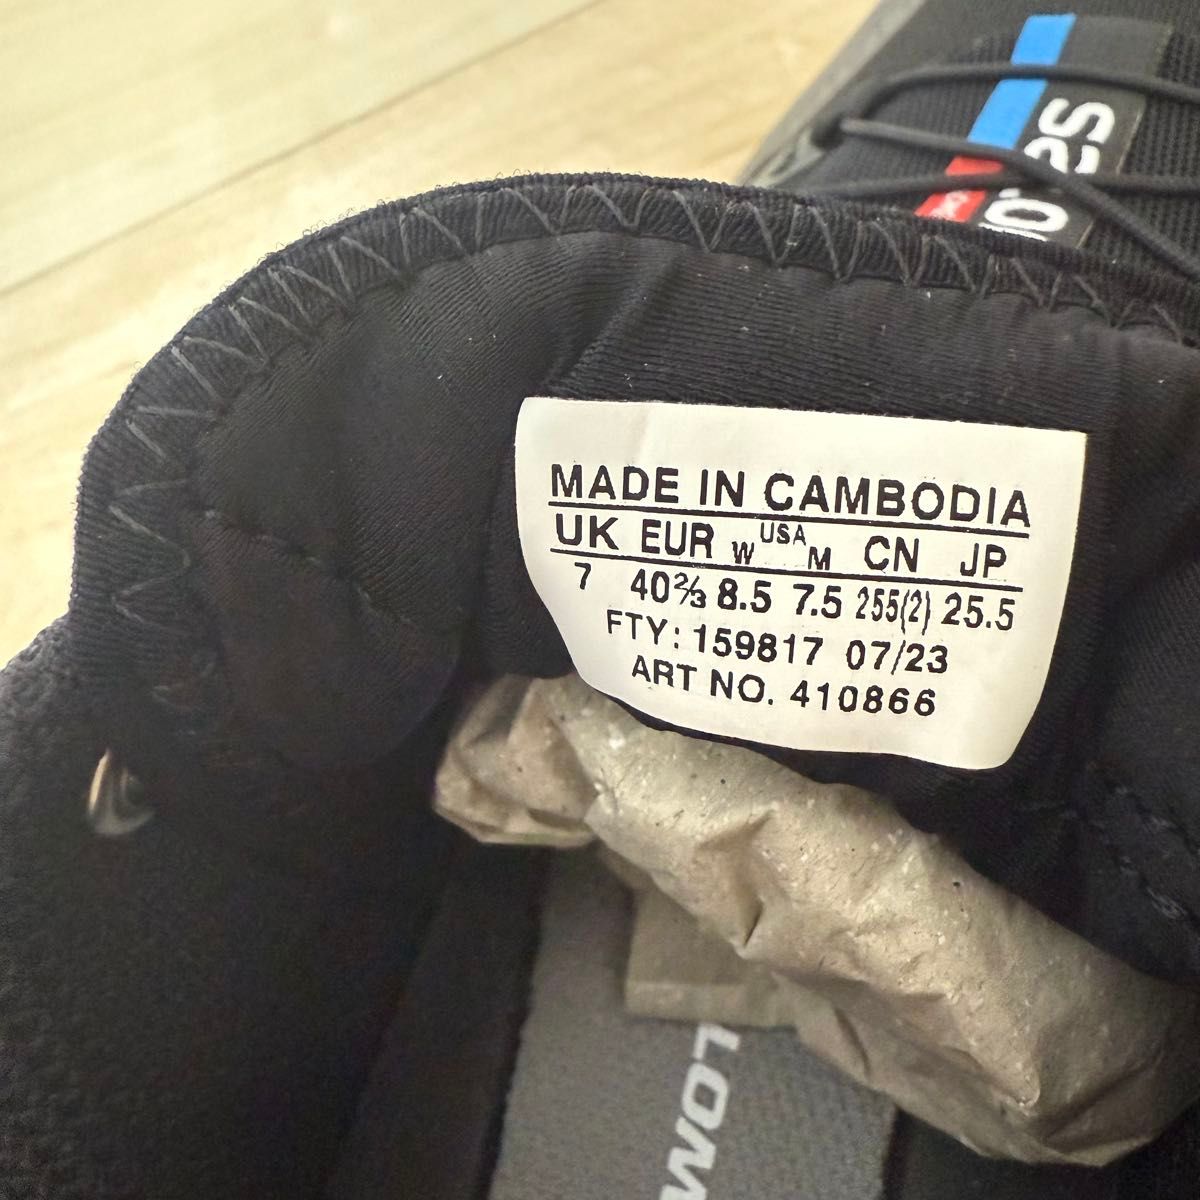 MADE IN CAMBODIA
UK EUR W USA M CN JP
7 40⅔ 8.5 7.5 255(2) 25.5
FTY: 159817 07/23
ART NO. 410866
LOM